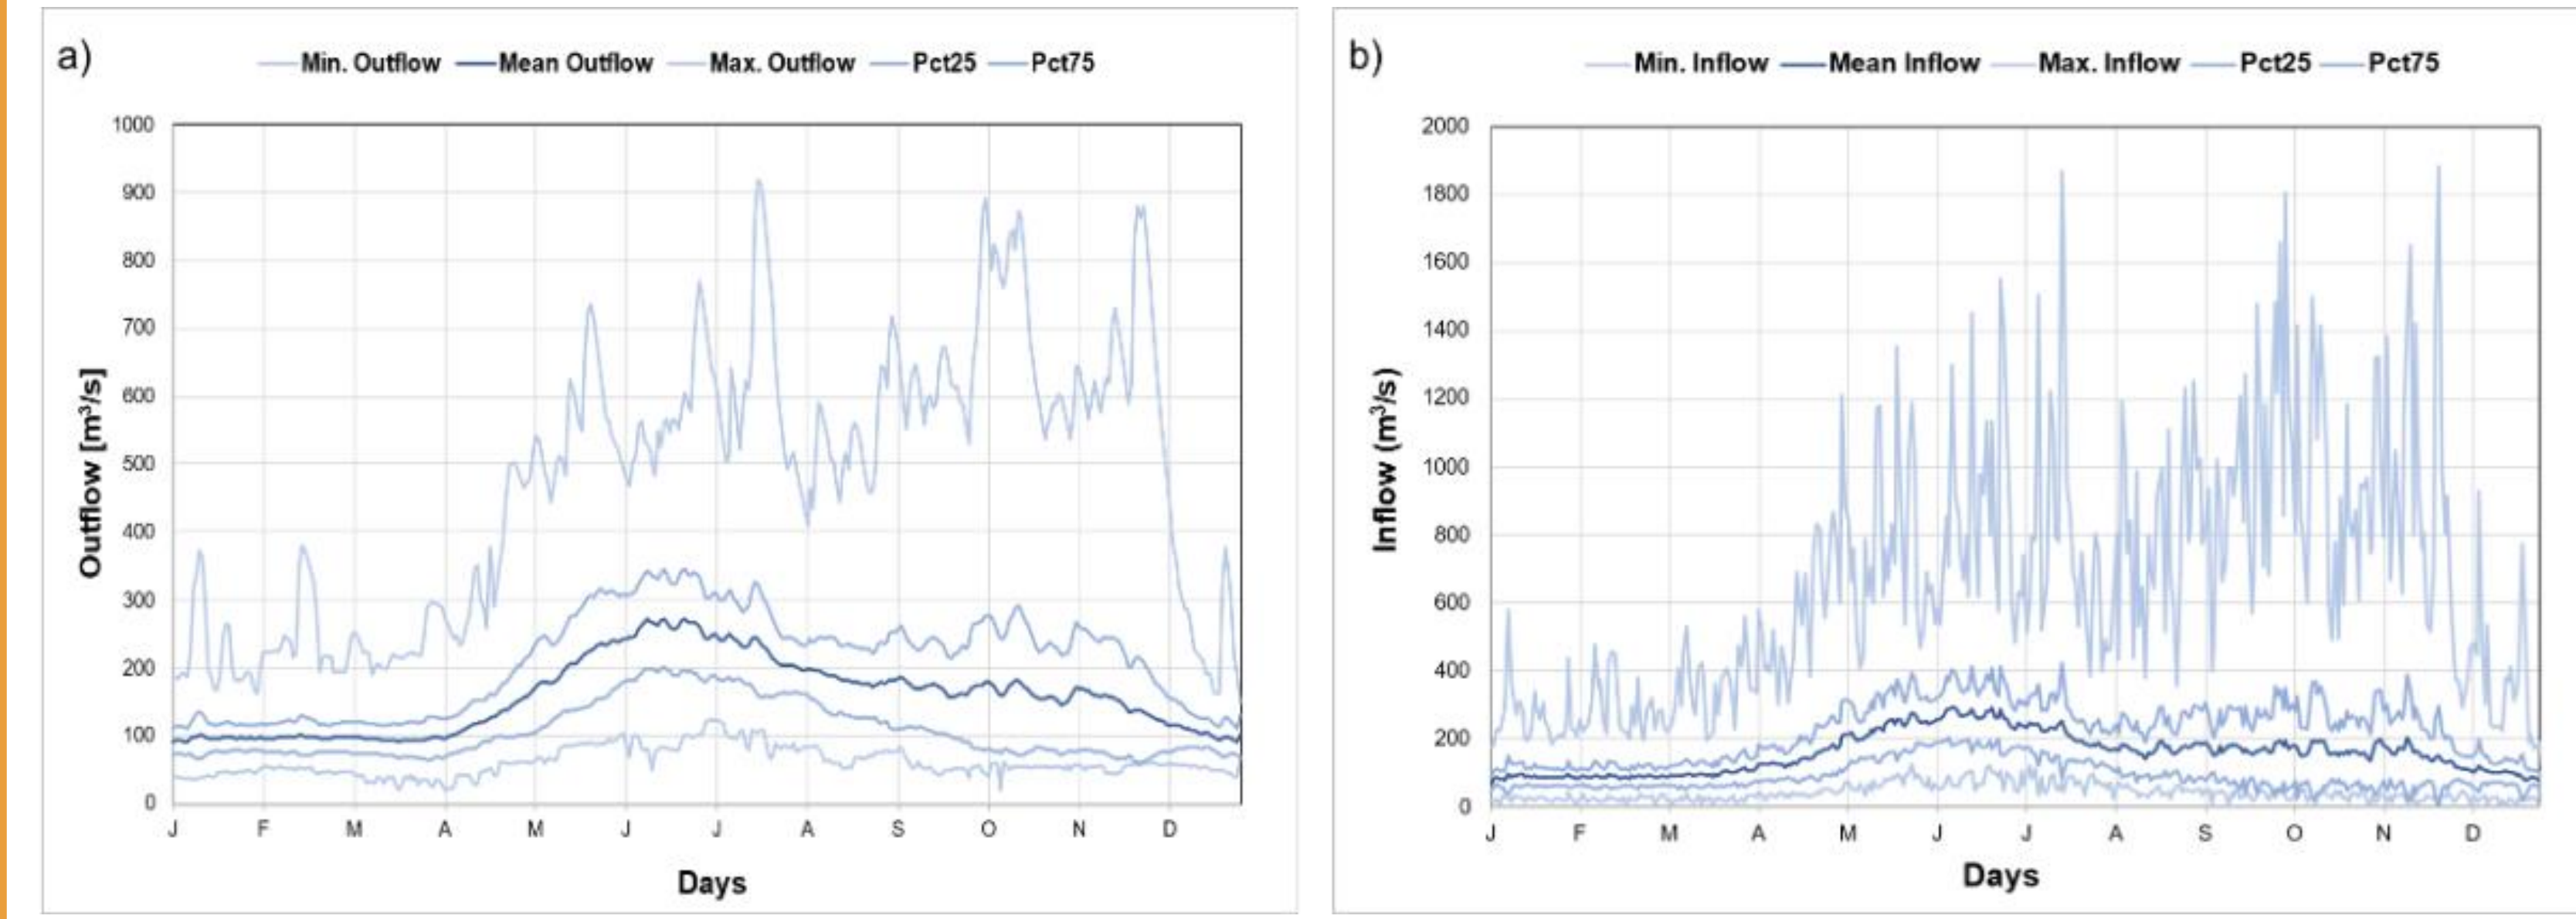 a)
Min. Outflow Mean Outflow Max. Outflow Pct25 Pct75
1000
900
800
700
600
500
400
300
200
100
0
Outflow [m³/s]
J F M A M J J A S O N D
Days
b)
Min. Inflow Mean Inflow Max. Inflow Pct25 Pct75
2000
1800
1600
1400
1200
1000
800
600
400
200
0
Inflow (m³/s)
J F M A M J J A S O N D
Days